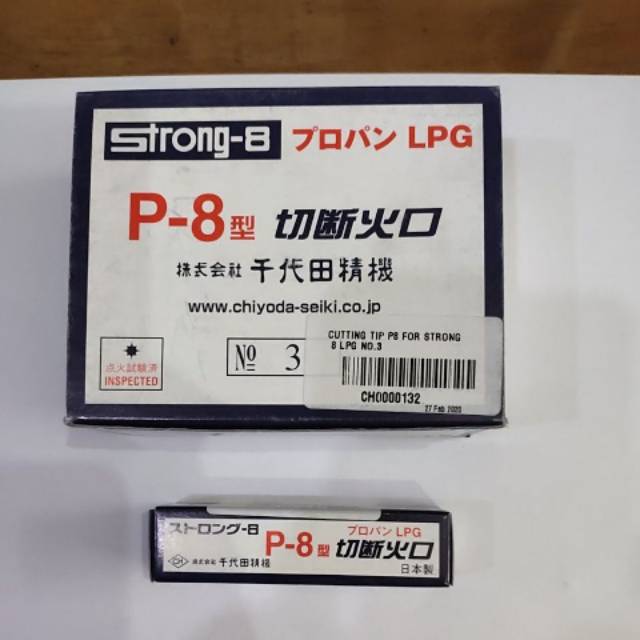 strong-8 プロパン LPG
P-8型 切断火口
株式会社 千代田精機
www.chiyoda-seiki.co.jp
点火試験済
INSPECTED
№ 3
CUTTING TIP P8 FOR STRONG
8 LPG NO.3
CH0000132
27 Feb 2020
ストロング-8
プロパン LPG
P-8型 切断火口
株式会社 千代田精機
日本製